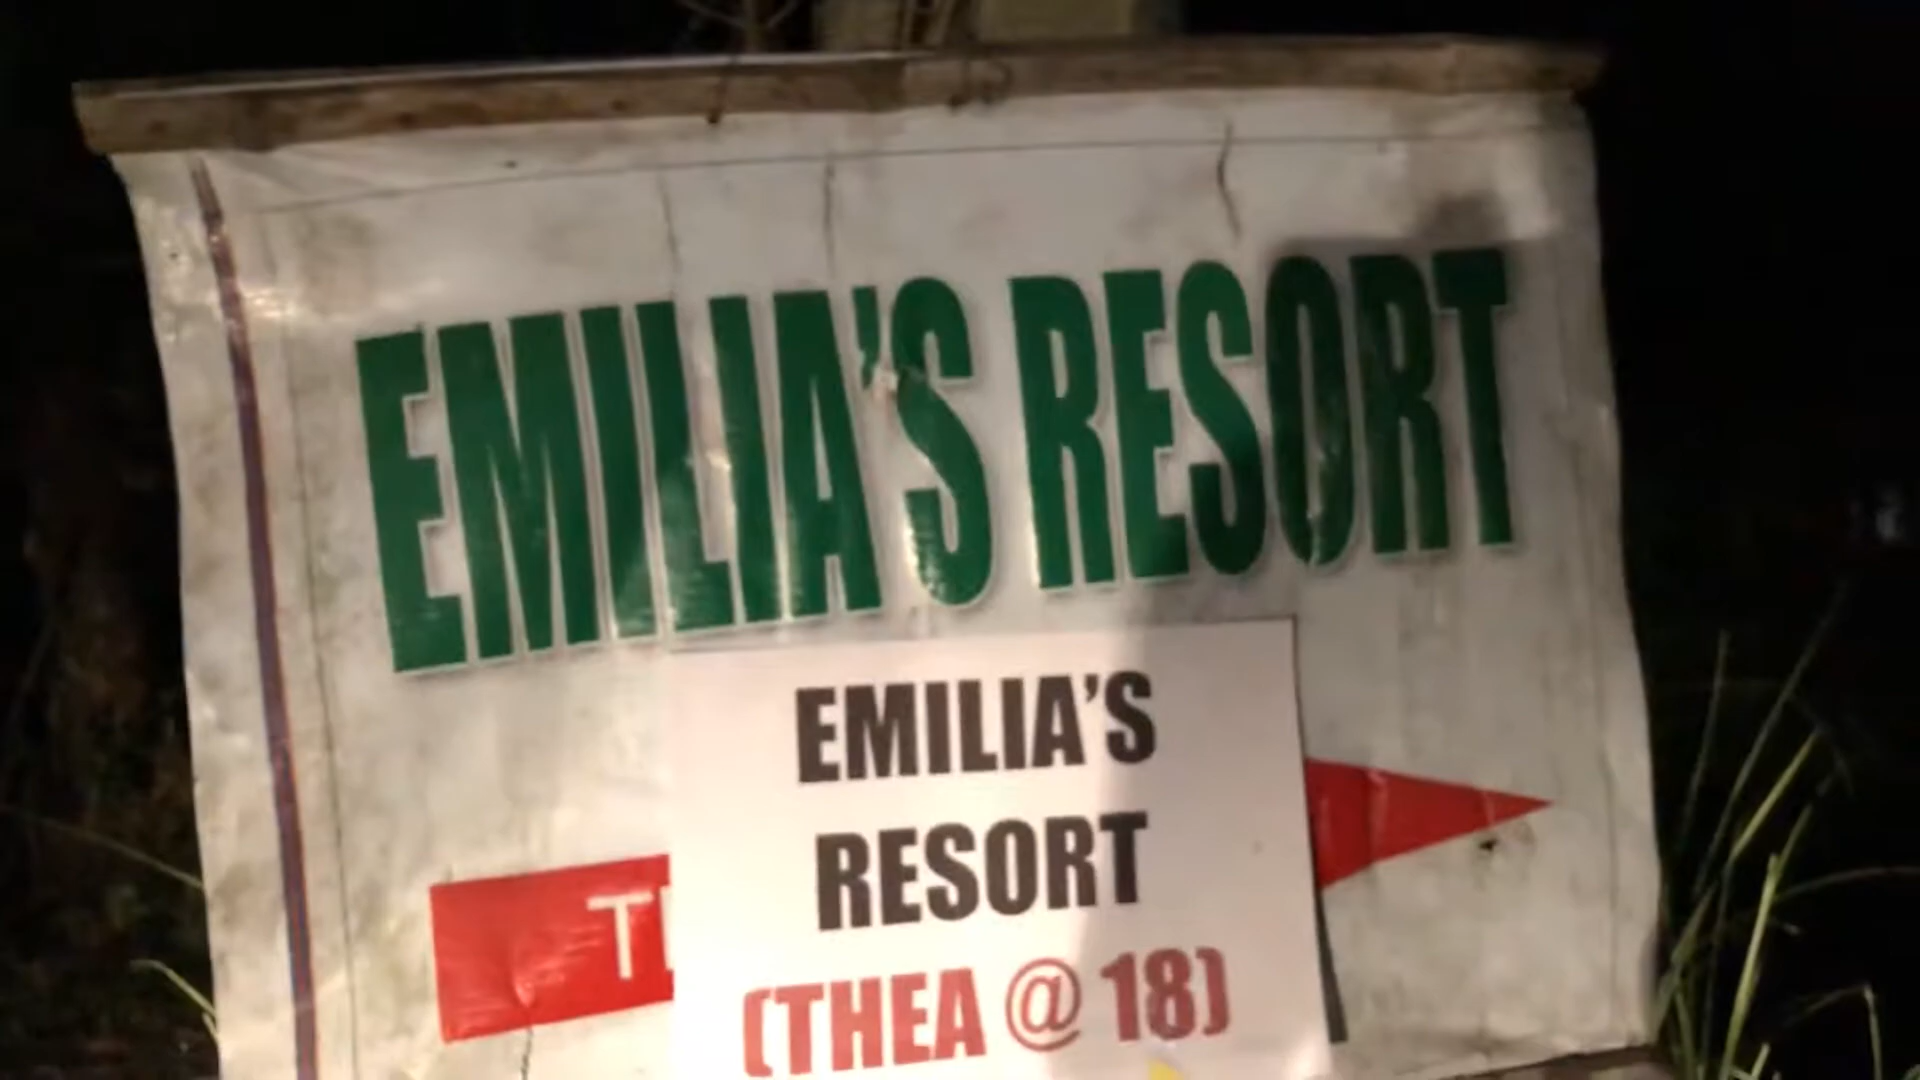 EMILIA'S RESORT
EMILIA'S
RESORT
(THEA @ 18)